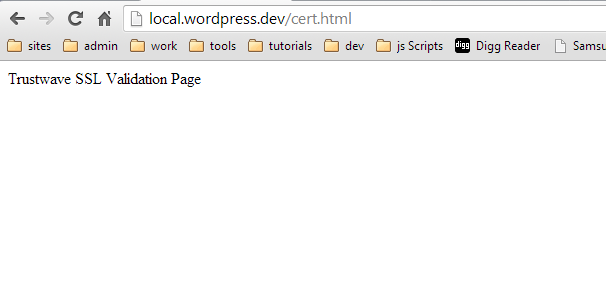 local.wordpress.dev/cert.html
sites admin work tools tutorials dev js Scripts digg Digg Reader Samsu
Trustwave SSL Validation Page